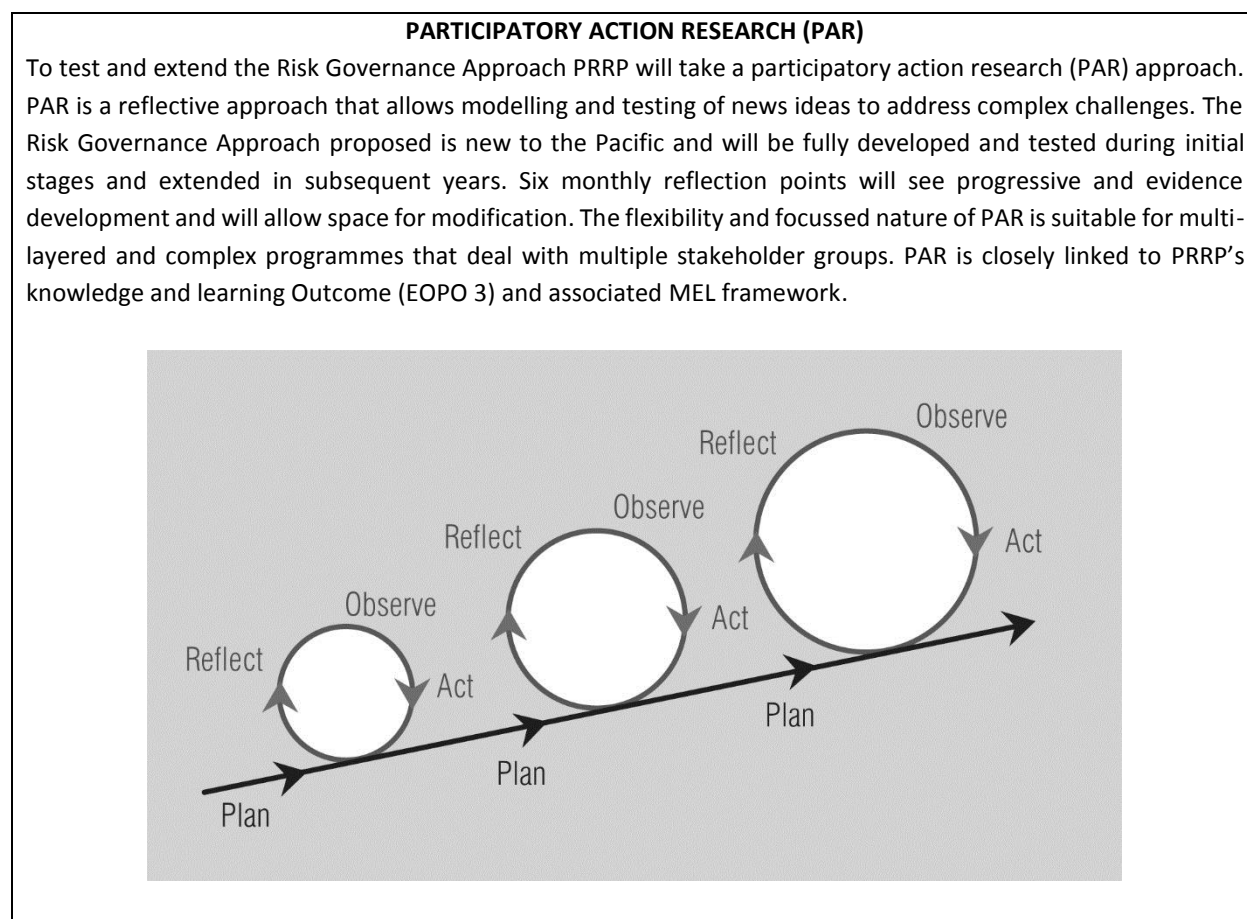 PARTICIPATORY ACTION RESEARCH (PAR)
To test and extend the Risk Governance Approach PRRP will take a participatory action research (PAR) approach.
PAR is a reflective approach that allows modelling and testing of news ideas to address complex challenges. The
Risk Governance Approach proposed is new to the Pacific and will be fully developed and tested during initial
stages and extended in subsequent years. Six monthly reflection points will see progressive and evidence
development and will allow space for modification. The flexibility and focussed nature of PAR is suitable for multi-
layered and complex programmes that deal with multiple stakeholder groups. PAR is closely linked to PRRP’s
knowledge and learning Outcome (EOPO 3) and associated MEL framework.
Reflect
Observe
Act
Plan
Reflect
Observe
Act
Plan
Reflect
Observe
Act
Plan